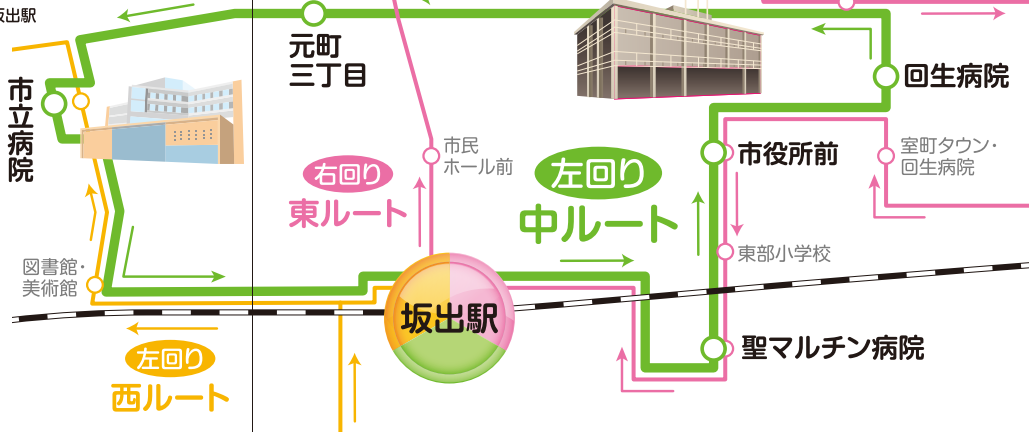 坂出駅
元町
三丁目
回生病院
市立病院
市民
ホール前
市役所前
室町タウン・
回生病院
右回り
東ルート
左回り
中ルート
東部小学校
図書館・
美術館
坂出駅
聖マルチン病院
左回り
西ルート